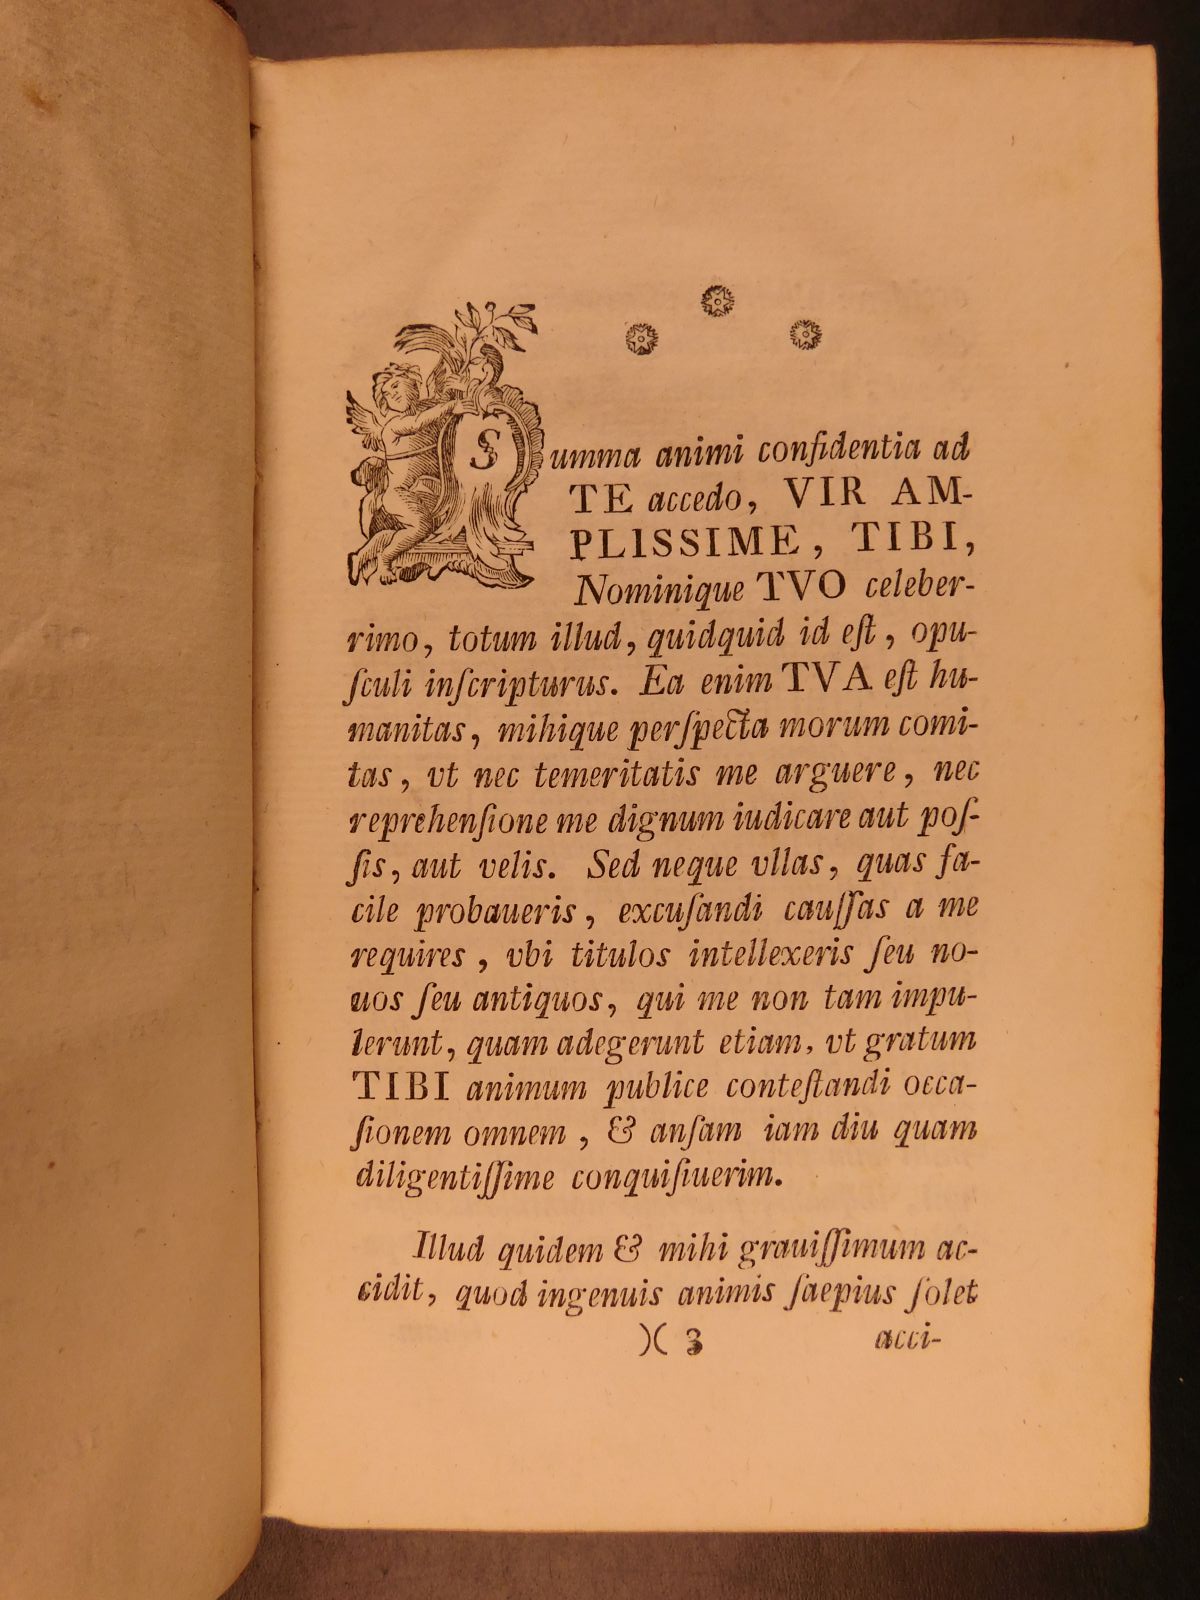 Summa animi confidentia ad
TE accedo, VIR AM-
PLISSIME, TIBI,
Nominique TVO celeber-
rimo, totum illud, quidquid id eſt, opu-
ſculi inſcripturus. Ea enim TVA eſt hu-
manitas, mihique perſpecta morum comi-
tas, vt nec temeritatis me arguere, nec
reprehenſione me dignum iudicare aut poſ-
ſis, aut velis. Sed neque vllas, quas fa-
cile probaueris, excuſandi cauſſas a me
requires, vbi titulos intellexeris ſeu no-
uos ſeu antiquos, qui me non tam impu-
lerunt, quam adegerunt etiam, vt gratum
TIBI animum publice conteſtandi occa-
ſionem omnem, & anſam iam diu quam
diligentiſſime conquiſiuerim.
Illud quidem & mihi grauiſſimum ac-
cidit, quod ingenuis animis ſaepius ſolet
)( 3 acci-